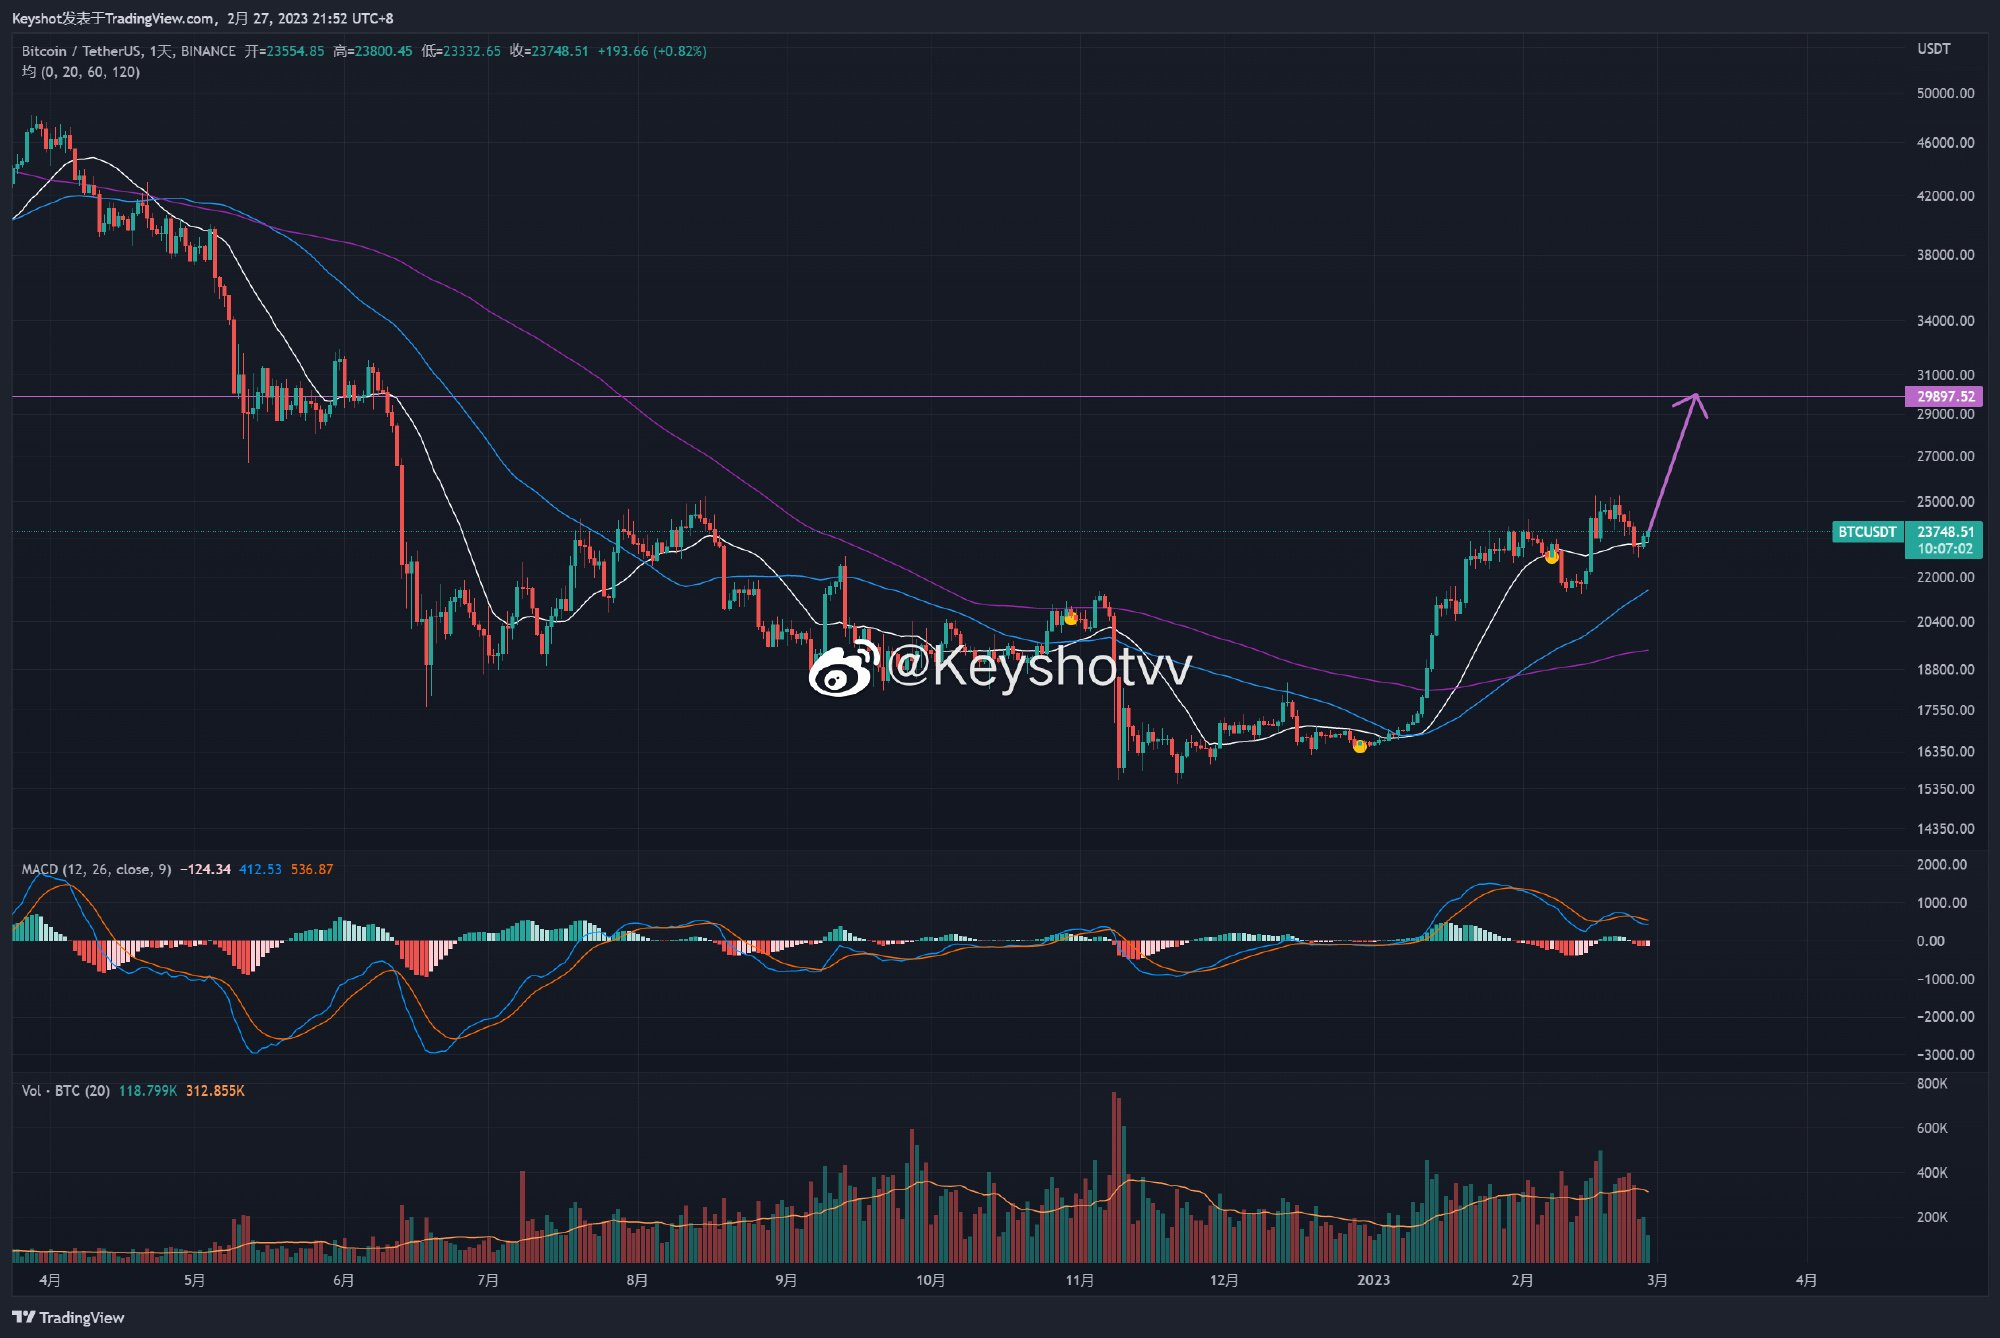 Keyshot发表于TradingView.com, 2月 27, 2023 21:52 UTC+8
Bitcoin / TetherUS, 1天, BINANCE 开=23554.85 高=23800.45 低=23332.65 收=23748.51 +193.66 (+0.82%)
均 (0, 20, 60, 120)
USDT
50000.00
46000.00
42000.00
38000.00
34000.00
31000.00
29897.52
29000.00
27000.00
25000.00
BTCUSDT 23748.51
10:07:02
22000.00
20400.00
@Keyshotvv
18800.00
17550.00
16350.00
15350.00
14350.00
MACD (12, 26, close, 9) −124.34 412.53 536.87
2000.00
1000.00
0.00
−1000.00
−2000.00
−3000.00
Vol · BTC (20) 118.799K 312.855K
800K
600K
400K
200K
4月 5月 6月 7月 8月 9月 10月 11月 12月 2023 2月 3月 4月
TradingView